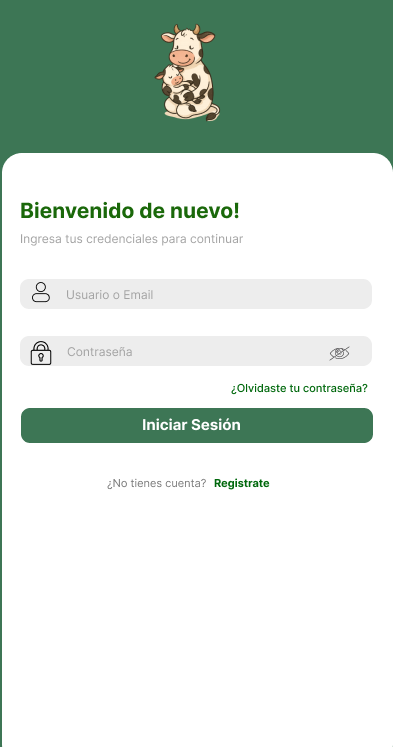 Bienvenido de nuevo!
Ingresa tus credenciales para continuar
Usuario o Email
Contraseña
¿Olvidaste tu contraseña?
Iniciar Sesión
¿No tienes cuenta? Registrate